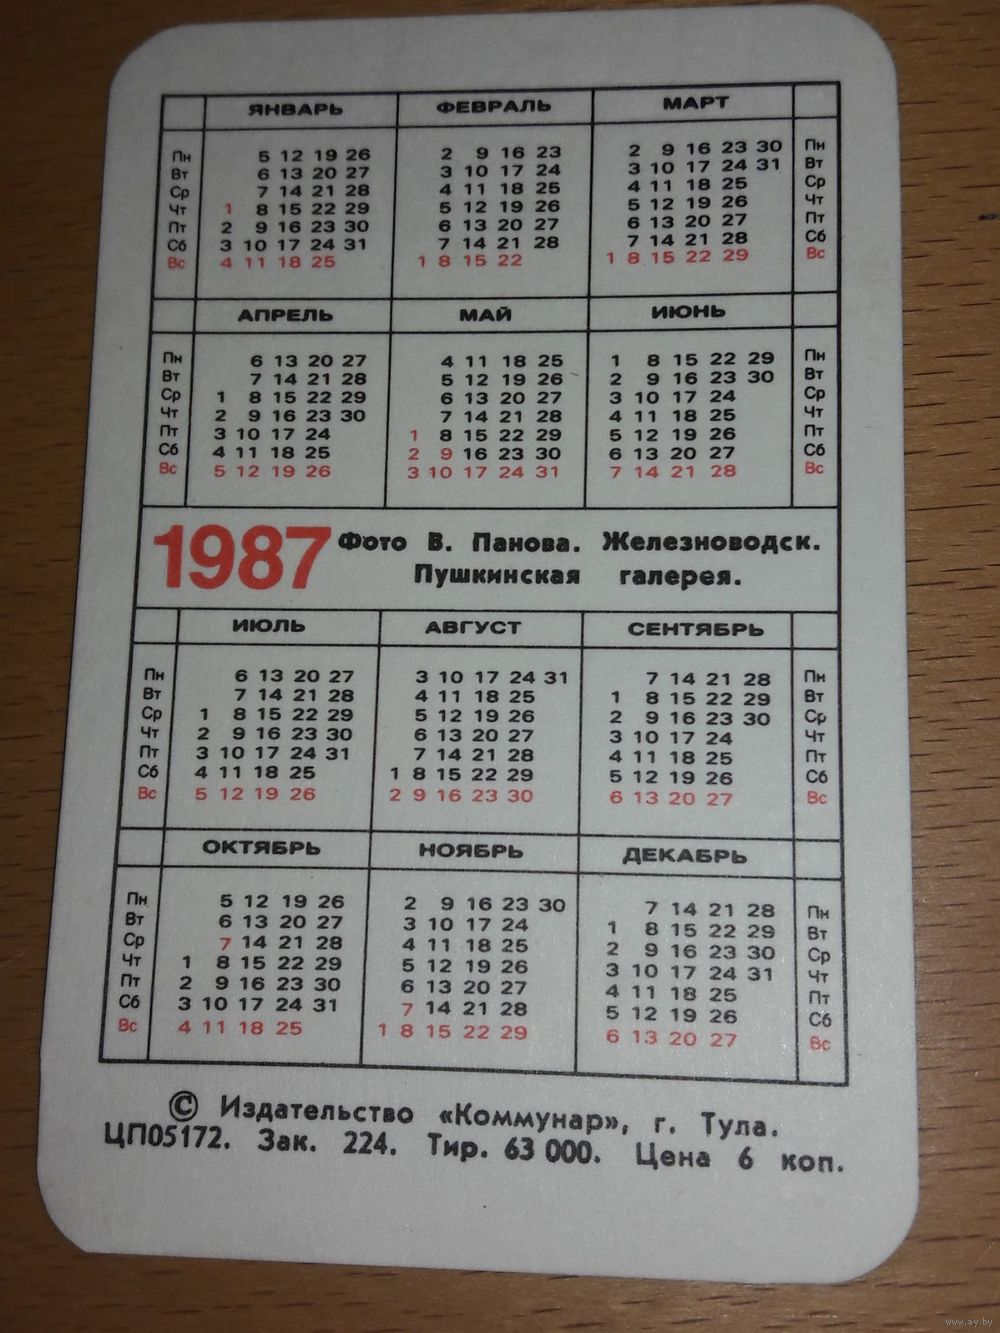 ЯНВАРЬ ФЕВРАЛЬ МАРТ
Пн 5 12 19 26 2 9 16 23 2 9 16 23 30 Пн
Вт 6 13 20 27 3 10 17 24 3 10 17 24 31 Вт
Ср 7 14 21 28 4 11 18 25 4 11 18 25 Ср
Чт 1 8 15 22 29 5 12 19 26 5 12 19 26 Чт
Пт 2 9 16 23 30 6 13 20 27 6 13 20 27 Пт
Сб 3 10 17 24 31 7 14 21 28 7 14 21 28 Сб
Вс 4 11 18 25 1 8 15 22 1 8 15 22 29 Вс
АПРЕЛЬ МАЙ ИЮНЬ
Пн 6 13 20 27 4 11 18 25 1 8 15 22 29 Пн
Вт 7 14 21 28 5 12 19 26 2 9 16 23 30 Вт
Ср 1 8 15 22 29 6 13 20 27 3 10 17 24 Ср
Чт 2 9 16 23 30 7 14 21 28 4 11 18 25 Чт
Пт 3 10 17 24 1 8 15 22 29 5 12 19 26 Пт
Сб 4 11 18 25 2 9 16 23 30 6 13 20 27 Сб
Вс 5 12 19 26 3 10 17 24 31 7 14 21 28 Вс
1987 Фото В. Панова. Железноводск.
Пушкинская галерея.
ИЮЛЬ АВГУСТ СЕНТЯБРЬ
Пн 6 13 20 27 3 10 17 24 31 7 14 21 28 Пн
Вт 7 14 21 28 4 11 18 25 1 8 15 22 29 Вт
Ср 1 8 15 22 29 5 12 19 26 2 9 16 23 30 Ср
Чт 2 9 16 23 30 6 13 20 27 3 10 17 24 Чт
Пт 3 10 17 24 31 7 14 21 28 4 11 18 25 Пт
Сб 4 11 18 25 1 8 15 22 29 5 12 19 26 Сб
Вс 5 12 19 26 2 9 16 23 30 6 13 20 27 Вс
ОКТЯБРЬ НОЯБРЬ ДЕКАБРЬ
Пн 5 12 19 26 2 9 16 23 30 7 14 21 28 Пн
Вт 6 13 20 27 3 10 17 24 1 8 15 22 29 Вт
Ср 7 14 21 28 4 11 18 25 2 9 16 23 30 Ср
Чт 1 8 15 22 29 5 12 19 26 3 10 17 24 31 Чт
Пт 2 9 16 23 30 6 13 20 27 4 11 18 25 Пт
Сб 3 10 17 24 31 7 14 21 28 5 12 19 26 Сб
Вс 4 11 18 25 1 8 15 22 29 6 13 20 27 Вс
© Издательство «Коммунар», г. Тула.
ЦП05172. Зак. 224. Тир. 63 000. Цена 6 коп.
www.ay.by